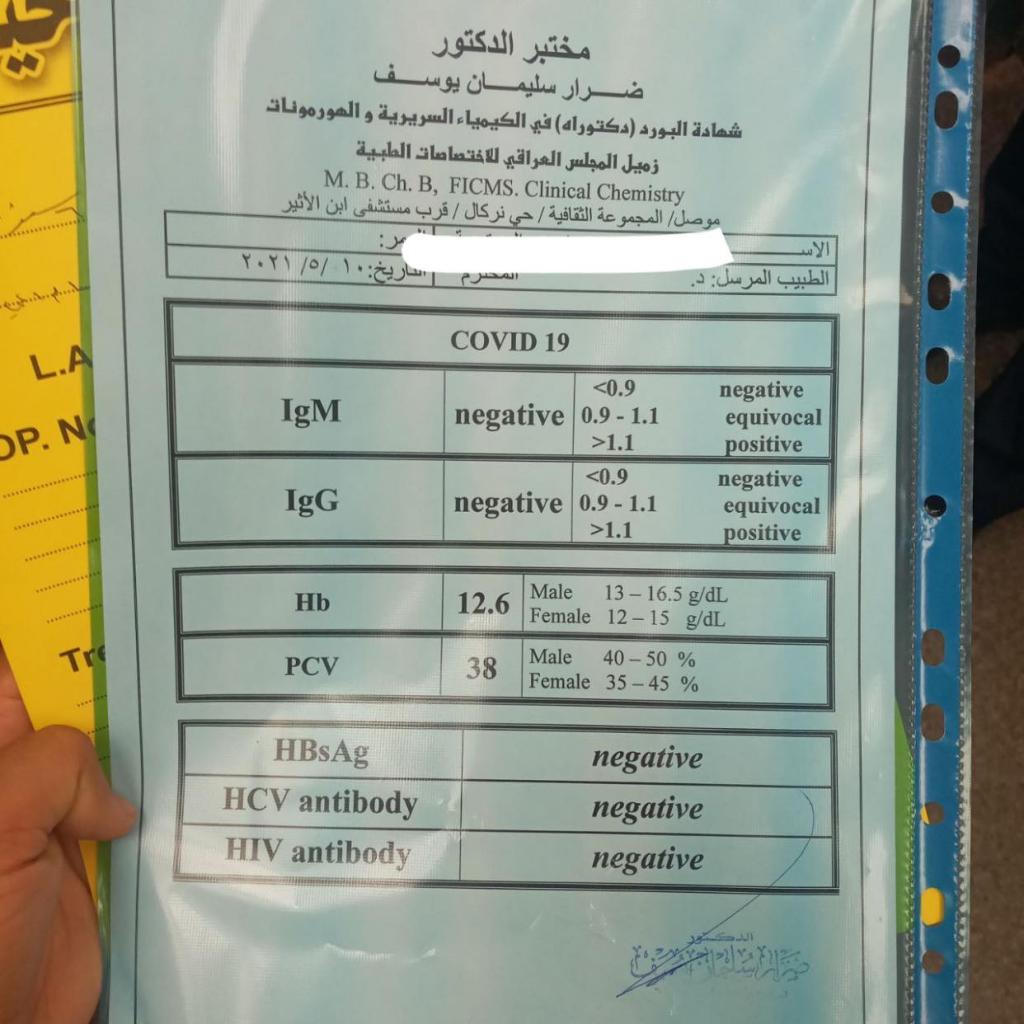 مختبر الدكتور
ضرار سليمان يوسف
شهادة البورد (دكتوراه) في الكيمياء السريرية و الهورمونات
زميل المجلس العراقي للاختصاصات الطبية
M. B. Ch. B, FICMS. Clinical Chemistry
موصل/ المجموعة الثقافية/ حي نركال / قرب مستشفى ابن الأثير
الطبيب المرسل: د. المحترم التاريخ: ١٠ /٥/ ٢٠٢١
COVID 19
IgM negative <0.9 negative
0.9 - 1.1 equivocal
>1.1 positive
IgG negative <0.9 negative
0.9 - 1.1 equivocal
>1.1 positive
Hb 12.6 Male 13 – 16.5 g/dL
Female 12 – 15 g/dL
PCV 38 Male 40 – 50 %
Female 35 – 45 %
HBsAg negative
HCV antibody negative
HIV antibody negative
الدكتور
L.A
OP. No
Tre